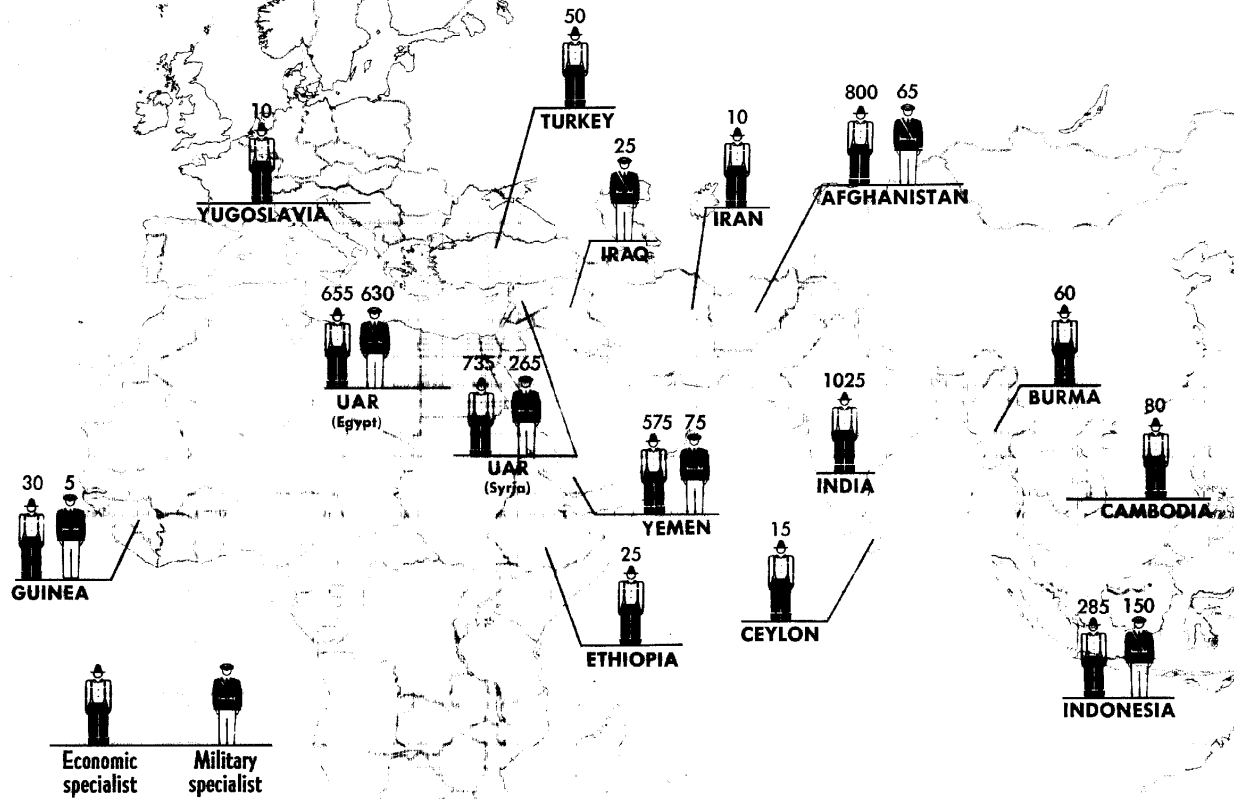 50
TURKEY
10
YUGOSLAVIA
25
IRAQ
10
IRAN
800 65
AFGHANISTAN
655 630
UAR
(Egypt)
735 265
UAR
(Syria)
575 75
YEMEN
1025
INDIA
60
BURMA
80
CAMBODIA
30 5
GUINEA
25
ETHIOPIA
15
CEYLON
285 150
INDONESIA
Economic
specialist
Military
specialist